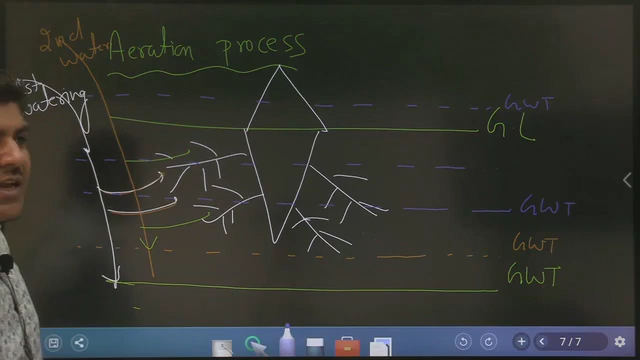 2nd
water
Aeration process
1st
watering
GWT
G L
GWT
GWT
GWT
7/7